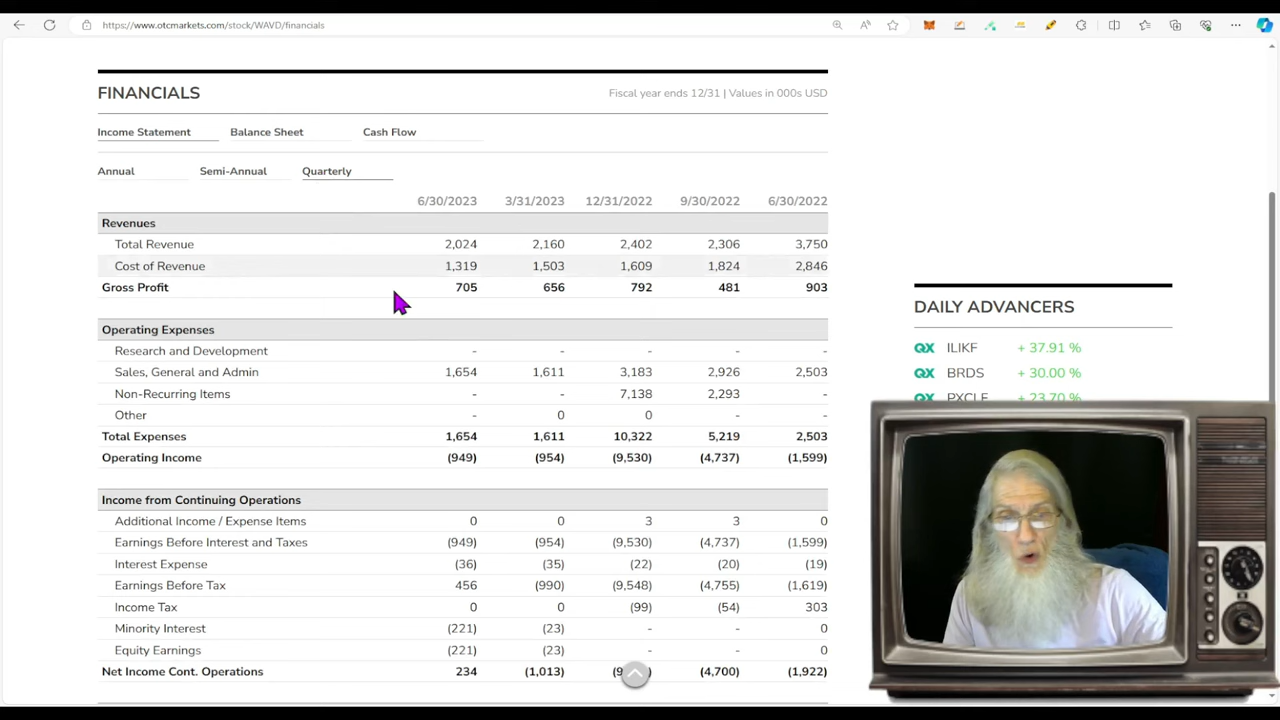 https://www.otcmarkets.com/stock/WAVD/financials
FINANCIALS Fiscal year ends 12/31 | Values in 000s USD
Income Statement Balance Sheet Cash Flow
Annual Semi-Annual Quarterly
6/30/2023 3/31/2023 12/31/2022 9/30/2022 6/30/2022
Revenues
Total Revenue 2,024 2,160 2,402 2,306 3,750
Cost of Revenue 1,319 1,503 1,609 1,824 2,846
Gross Profit 705 656 792 481 903
Operating Expenses
Research and Development - - - - -
Sales, General and Admin 1,654 1,611 3,183 2,926 2,503
Non-Recurring Items - - 7,138 2,293 -
Other - 0 0 - -
Total Expenses 1,654 1,611 10,322 5,219 2,503
Operating Income (949) (954) (9,530) (4,737) (1,599)
Income from Continuing Operations
Additional Income / Expense Items 0 0 3 3 0
Earnings Before Interest and Taxes (949) (954) (9,530) (4,737) (1,599)
Interest Expense (36) (35) (22) (20) (19)
Earnings Before Tax 456 (990) (9,548) (4,755) (1,619)
Income Tax 0 0 (99) (54) 303
Minority Interest (221) (23) - - 0
Equity Earnings (221) (23) - - 0
Net Income Cont. Operations 234 (1,013) (4,700) (1,922)
DAILY ADVANCERS
QX ILIKF + 37.91 %
QX BRDS + 30.00 %
QX PXCLF + 23.70 %